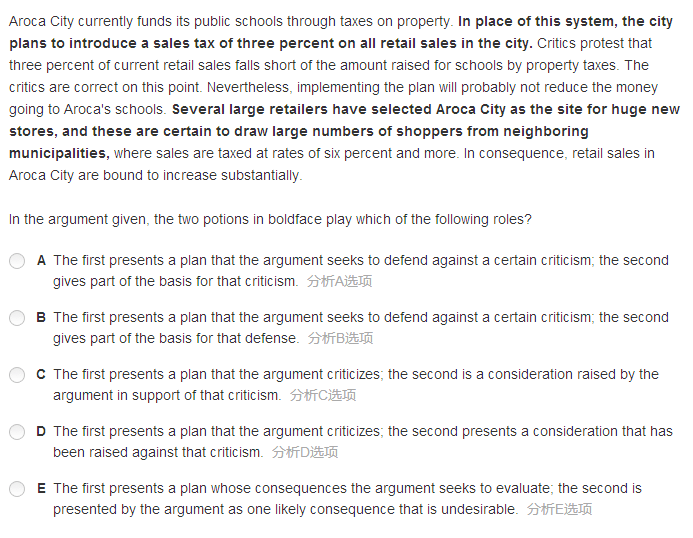 Aroca City currently funds its public schools through taxes on property. In place of this system, the city
plans to introduce a sales tax of three percent on all retail sales in the city. Critics protest that
three percent of current retail sales falls short of the amount raised for schools by property taxes. The
critics are correct on this point. Nevertheless, implementing the plan will probably not reduce the money
going to Aroca's schools. Several large retailers have selected Aroca City as the site for huge new
stores, and these are certain to draw large numbers of shoppers from neighboring
municipalities, where sales are taxed at rates of six percent and more. In consequence, retail sales in
Aroca City are bound to increase substantially.
In the argument given, the two potions in boldface play which of the following roles?
A The first presents a plan that the argument seeks to defend against a certain criticism; the second
gives part of the basis for that criticism. 分析A选项
B The first presents a plan that the argument seeks to defend against a certain criticism; the second
gives part of the basis for that defense. 分析B选项
C The first presents a plan that the argument criticizes; the second is a consideration raised by the
argument in support of that criticism. 分析C选项
D The first presents a plan that the argument criticizes; the second presents a consideration that has
been raised against that criticism. 分析D选项
E The first presents a plan whose consequences the argument seeks to evaluate; the second is
presented by the argument as one likely consequence that is undesirable. 分析E选项